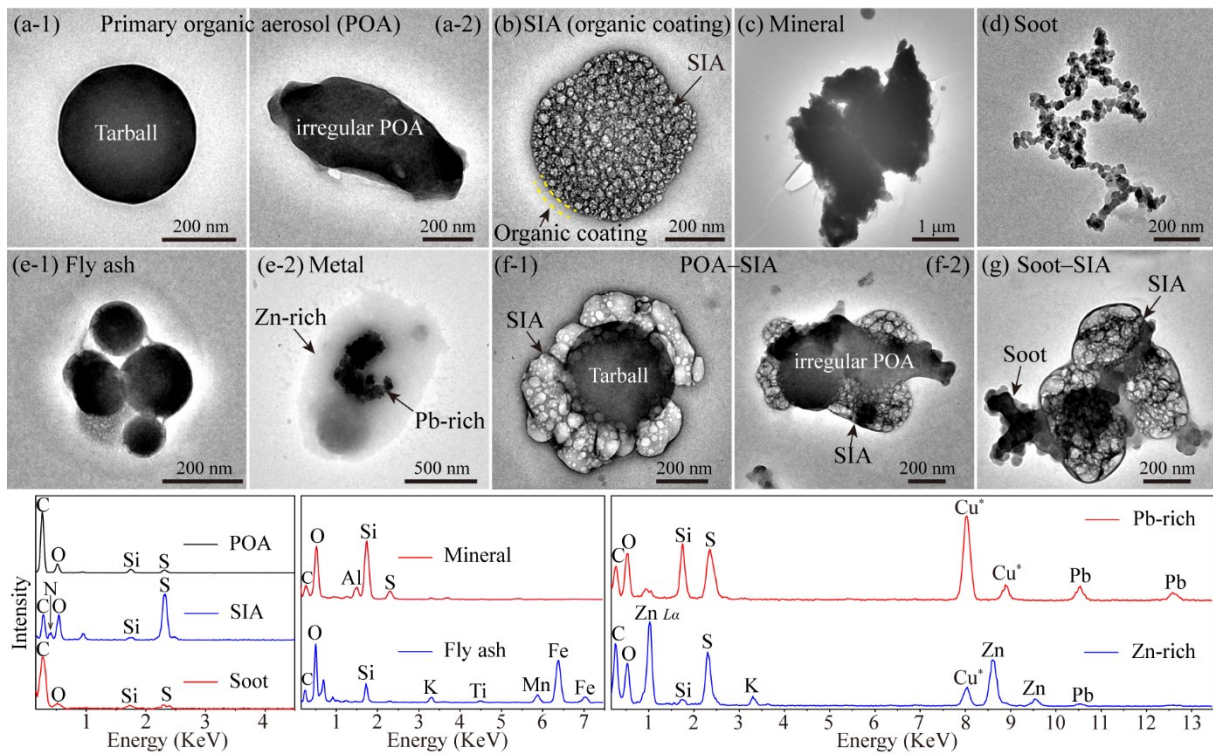 (a-1) Primary organic aerosol (POA) (a-2)
Tarball
200 nm
irregular POA
200 nm
(b) SIA (organic coating)
SIA
Organic coating
200 nm
(c) Mineral
1 μm
(d) Soot
200 nm
(e-1) Fly ash
200 nm
(e-2) Metal
Zn-rich
Pb-rich
500 nm
(f-1) POA–SIA (f-2)
SIA
Tarball
200 nm
irregular POA
SIA
200 nm
(g) Soot–SIA
SIA
Soot
200 nm
Intensity
C
O
Si
S
POA
C
N
O
Si
S
SIA
C
O
Si
S
Soot
1 2 3 4
Energy (KeV)
C
O
Al
Si
S
Mineral
C
O
Si
K
Ti
Mn
Fe
Fe
Fly ash
1 2 3 4 5 6 7
Energy (KeV)
C
O
Si
S
Cu*
Cu*
Pb
Pb
Pb-rich
C
O
Zn Lα
Si
S
K
Cu*
Zn
Zn
Pb
Zn-rich
1 2 3 4 5 6 7 8 9 10 11 12 13
Energy (KeV)